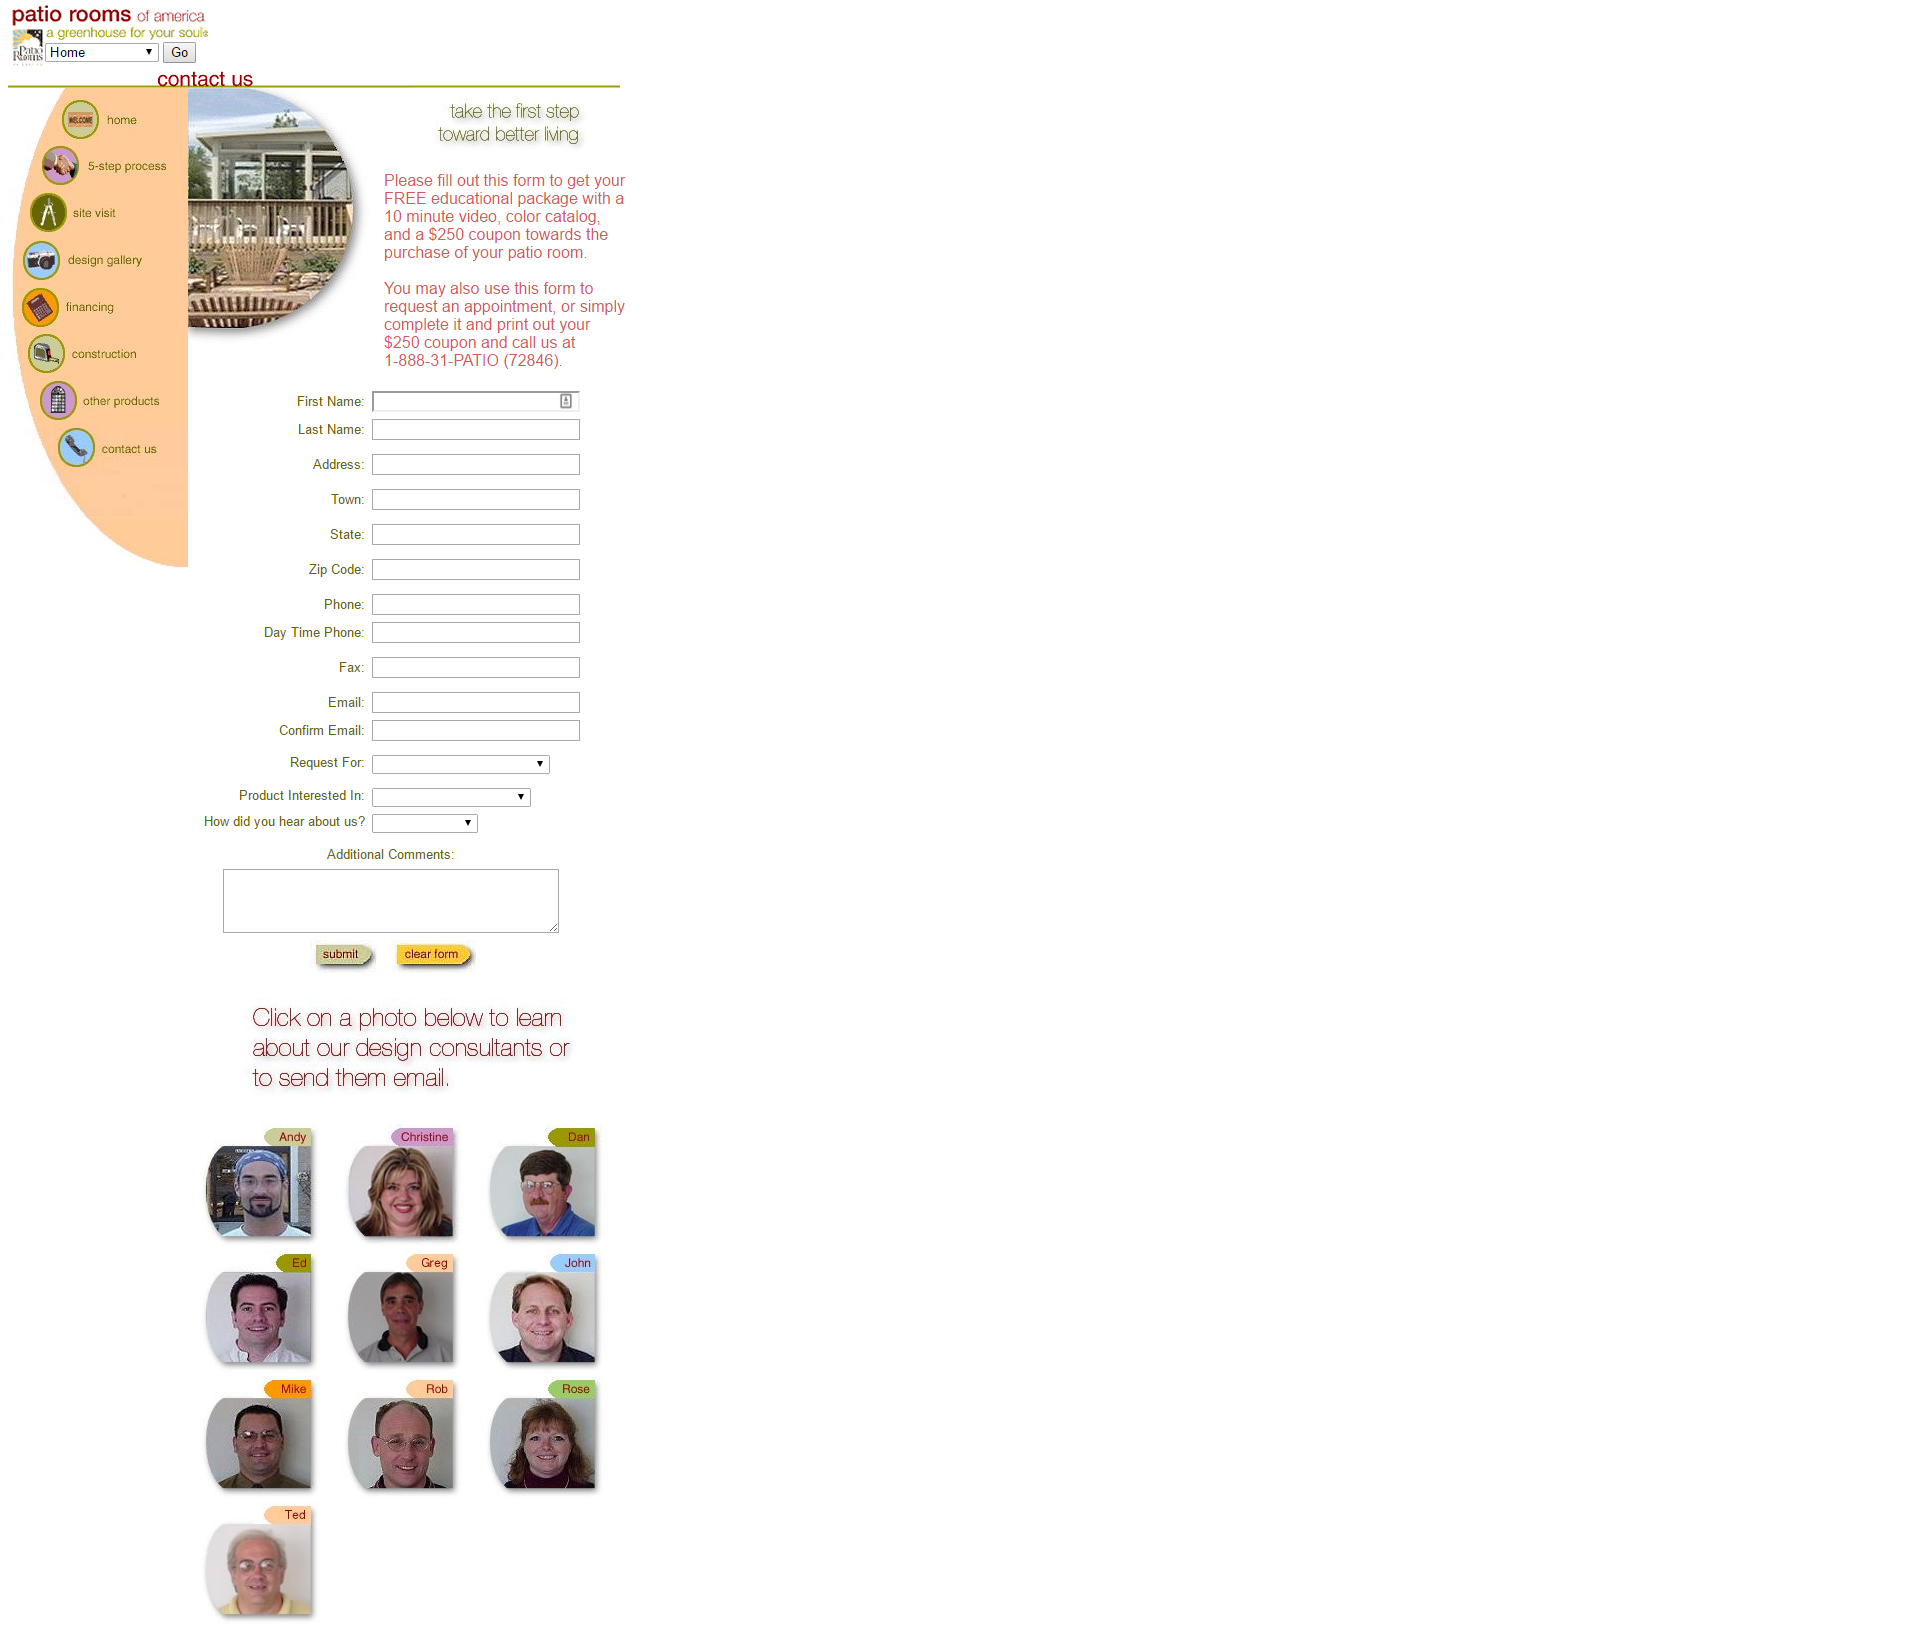 patio rooms of america
a greenhouse for your soul
Patio
Rooms
Home
Go
contact us
WELCOME
home
5-step process
site visit
design gallery
financing
construction
other products
contact us
take the first step
toward better living
Please fill out this form to get your
FREE educational package with a
10 minute video, color catalog,
and a $250 coupon towards the
purchase of your patio room.
You may also use this form to
request an appointment, or simply
complete it and print out your
$250 coupon and call us at
1-888-31-PATIO (72846).
First Name:
Last Name:
Address:
Town:
State:
Zip Code:
Phone:
Day Time Phone:
Fax:
Email:
Confirm Email:
Request For:
Product Interested In:
How did you hear about us?
Additional Comments:
submit
clear form
Click on a photo below to learn
about our design consultants or
to send them email.
Andy
Christine
Dan
Ed
Greg
John
Mike
Rob
Rose
Ted